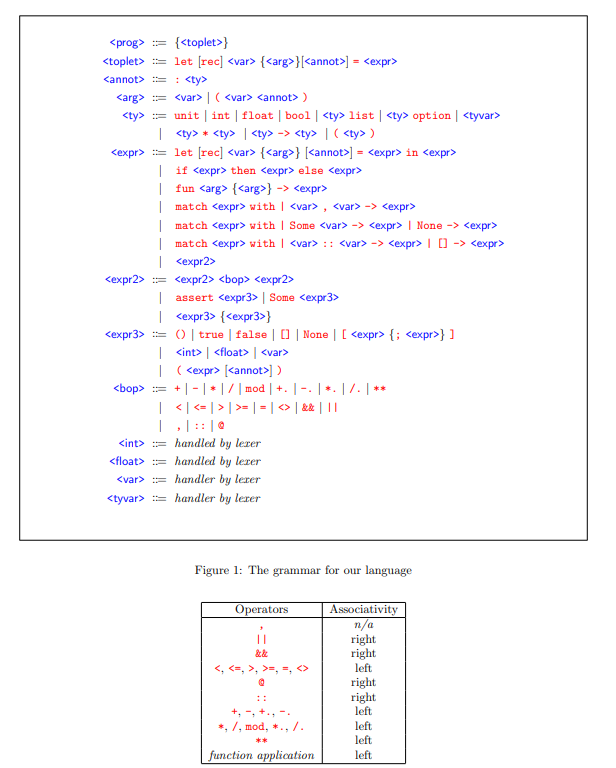 <prog> ::= {<toplet>}
<toplet> ::= let [rec] <var> {<arg>}[<annot>] = <expr>
<annot> ::= : <ty>
<arg> ::= <var> | ( <var> <annot> )
<ty> ::= unit | int | float | bool | <ty> list | <ty> option | <tyvar>
| <ty> * <ty> | <ty> -> <ty> | ( <ty> )
<expr> ::= let [rec] <var> {<arg>} [<annot>] = <expr> in <expr>
| if <expr> then <expr> else <expr>
| fun <arg> {<arg>} -> <expr>
| match <expr> with | <var> , <var> -> <expr>
| match <expr> with | Some <var> -> <expr> | None -> <expr>
| match <expr> with | <var> :: <var> -> <expr> | [] -> <expr>
| <expr2>
<expr2> ::= <expr2> <bop> <expr2>
| assert <expr3> | Some <expr3>
| <expr3> {<expr3>}
<expr3> ::= () | true | false | [] | None | [ <expr> {; <expr>} ]
| <int> | <float> | <var>
| ( <expr> [<annot>] )
<bop> ::= + | - | * | / | mod | +. | -. | *. | /. | **
| < | <= | > | >= | = | <> | && | ||
| , | :: | @
<int> ::= handled by lexer
<float> ::= handled by lexer
<var> ::= handler by lexer
<tyvar> ::= handler by lexer
Figure 1: The grammar for our language
Operators Associativity
, n/a
|| right
&& right
<, <=, >, >=, =, <> left
@ right
:: right
+, -, +., -. left
*, /, mod, *., /. left
** left
function application left